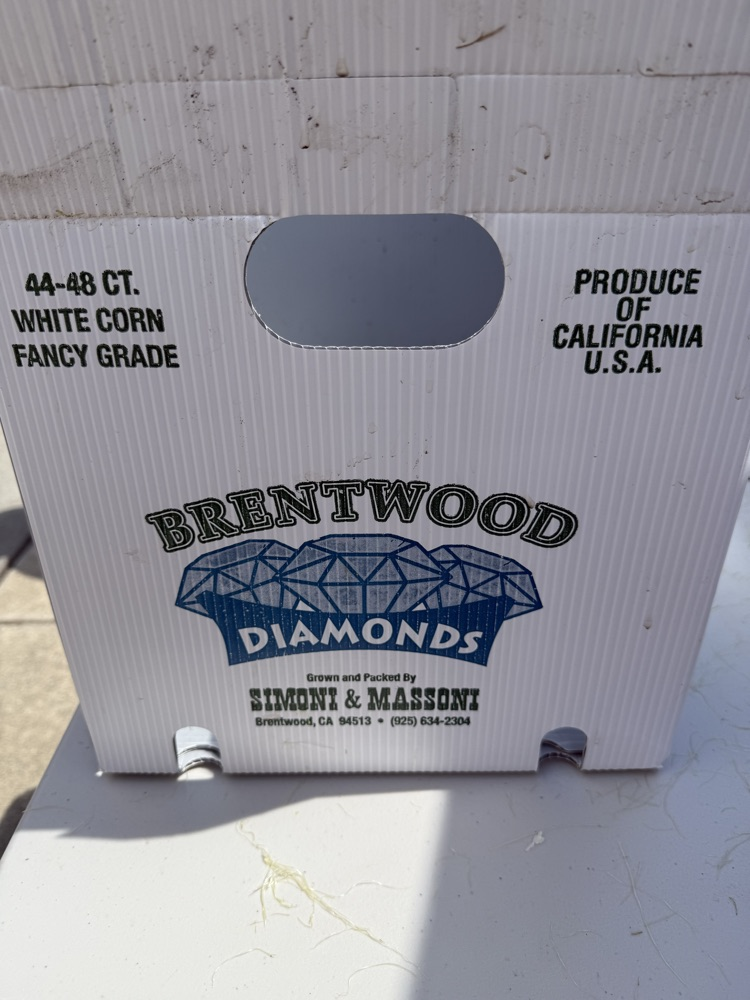 44-48 CT.
WHITE CORN
FANCY GRADE
PRODUCE
OF
CALIFORNIA
U.S.A.
BRENTWOOD
DIAMONDS
Grown and Packed By
SIMONI & MASSONI
Brentwood, CA 94513 • (925) 634-2304